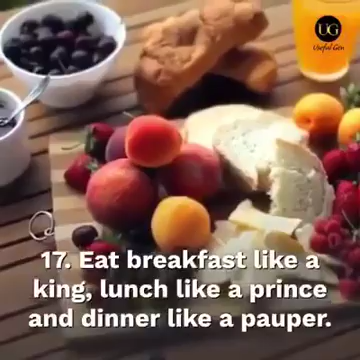 UG
Useful Gen
17. Eat breakfast like a
king, lunch like a prince
and dinner like a pauper.